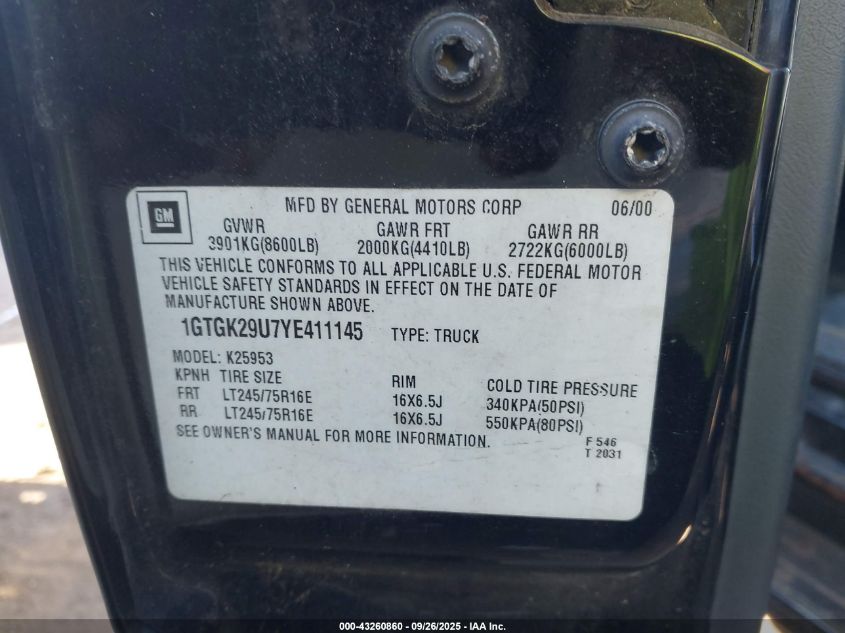 GM
MFD BY GENERAL MOTORS CORP 06/00
GVWR GAWR FRT GAWR RR
3901KG(8600LB) 2000KG(4410LB) 2722KG(6000LB)
THIS VEHICLE CONFORMS TO ALL APPLICABLE U.S. FEDERAL MOTOR
VEHICLE SAFETY STANDARDS IN EFFECT ON THE DATE OF
MANUFACTURE SHOWN ABOVE.
1GTGK29U7YE411145 TYPE: TRUCK
MODEL: K25953
KPNH TIRE SIZE RIM COLD TIRE PRESSURE
FRT LT245/75R16E 16X6.5J 340KPA(50PSI)
RR LT245/75R16E 16X6.5J 550KPA(80PSI)
SEE OWNER'S MANUAL FOR MORE INFORMATION.
F 546
T 2031
000-43260860 - 09/26/2025 - IAA Inc.